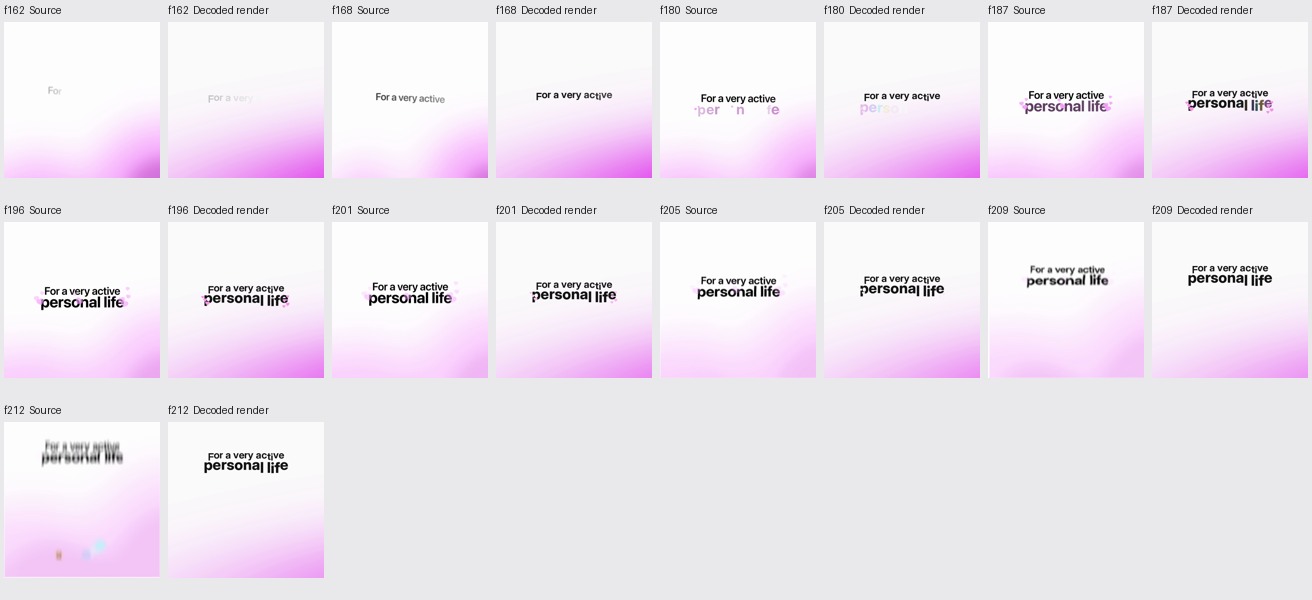 f162 Source
f162 Decoded render
f168 Source
f168 Decoded render
f180 Source
f180 Decoded render
f187 Source
f187 Decoded render
For
For a very
For a very active
For a very active
For a very active
per n fe
For a very active
perso
For a very active
personal life
For a very active
personal life
f196 Source
f196 Decoded render
f201 Source
f201 Decoded render
f205 Source
f205 Decoded render
f209 Source
f209 Decoded render
For a very active
personal life
For a very active
personal life
For a very active
personal life
For a very active
personal life
For a very active
personal life
For a very active
personal life
For a very active
personal life
For a very active
personal life
f212 Source
f212 Decoded render
For a very active
personal life
For a very active
personal life